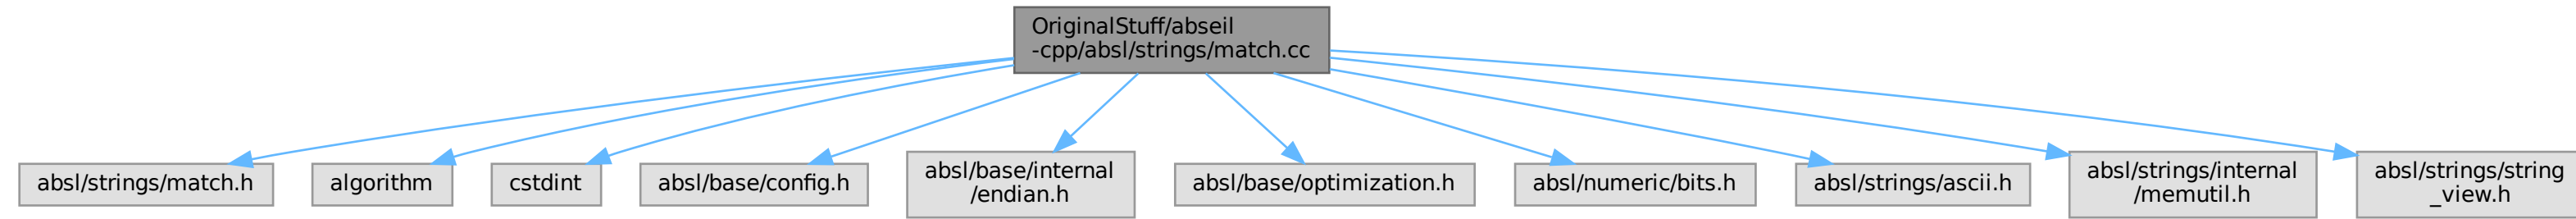 OriginalStuff/abseil
-cpp/absl/strings/match.cc
absl/strings/match.h
algorithm
cstdint
absl/base/config.h
absl/base/internal
/endian.h
absl/base/optimization.h
absl/numeric/bits.h
absl/strings/ascii.h
absl/strings/internal
/memutil.h
absl/strings/string
_view.h